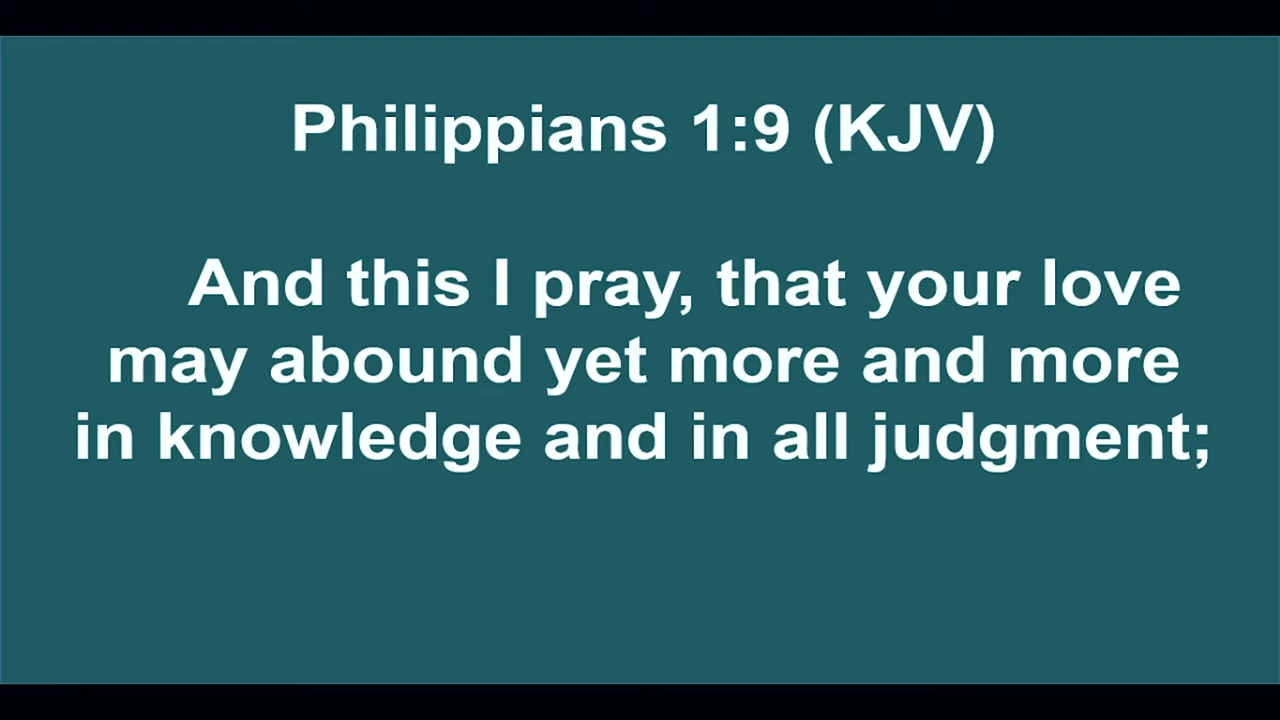 Philippians 1:9 (KJV)
And this I pray, that your love
may abound yet more and more
in knowledge and in all judgment;